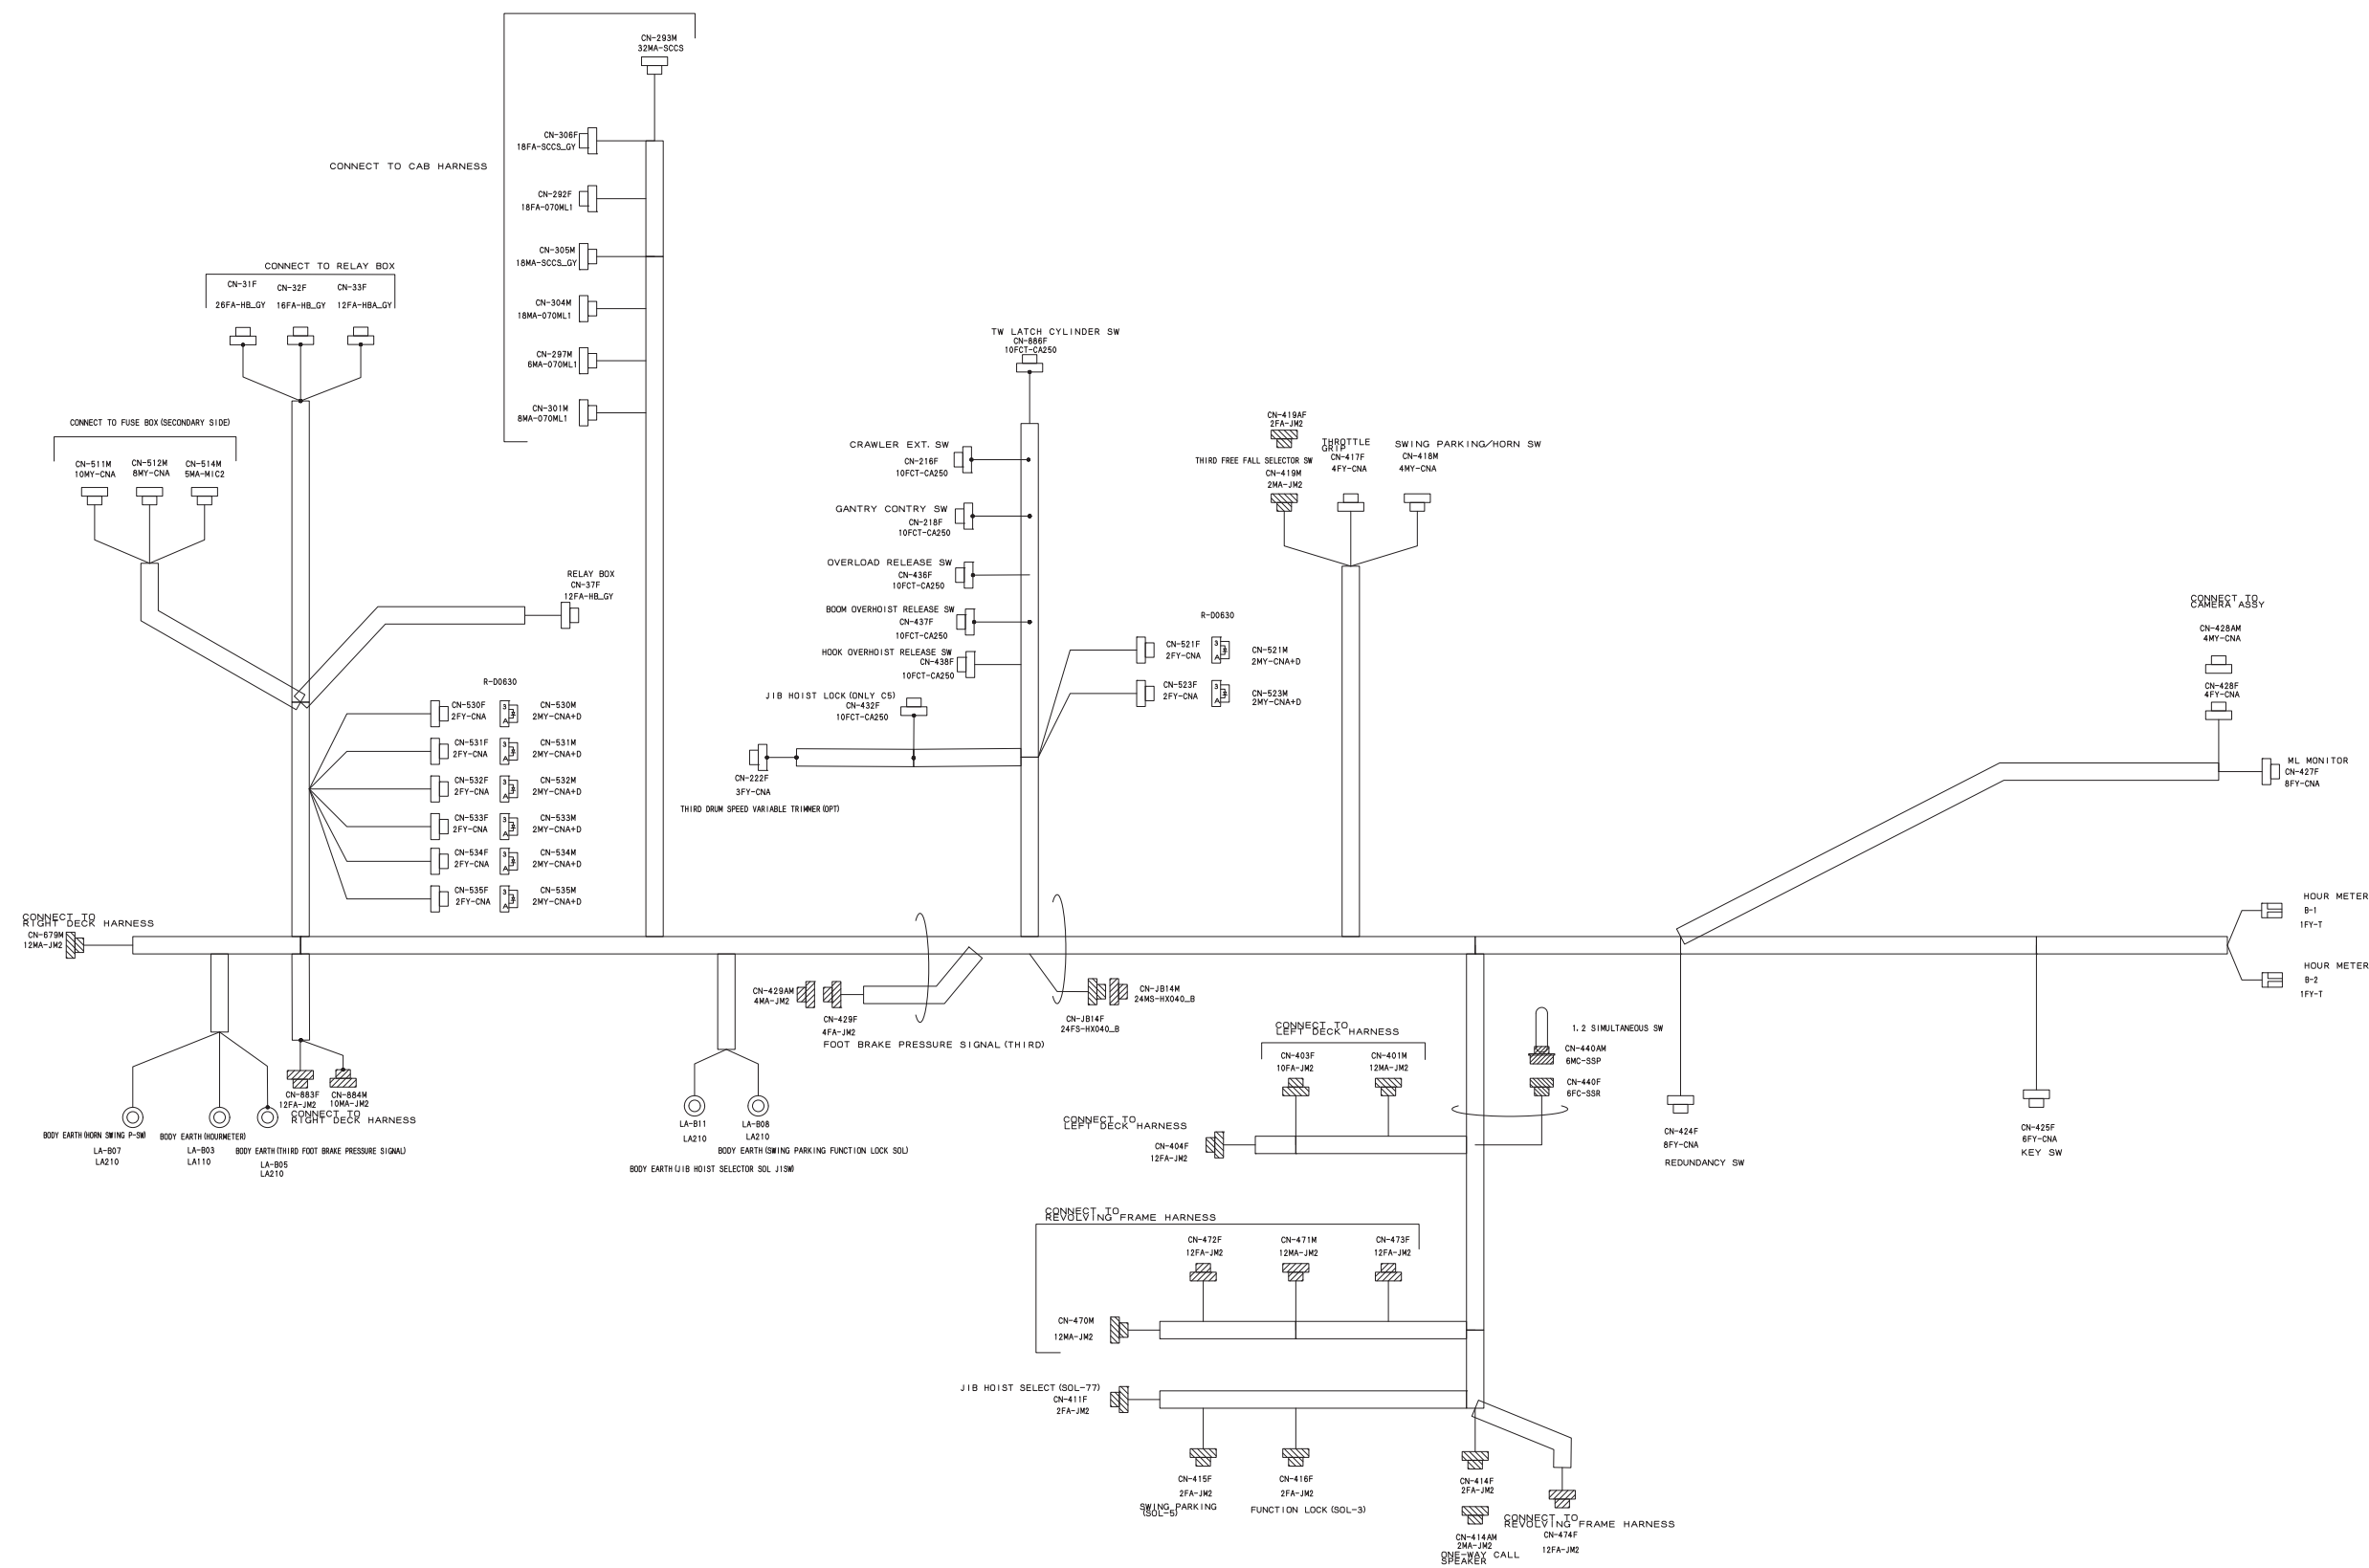 CN-293M
32MA-SCCS
CN-306F
18FA-SCCS_GY
CONNECT TO CAB HARNESS
CN-292F
18FA-070ML1
CN-305M
18MA-SCCS_GY
CN-304M
18MA-070ML1
CN-297M
6MA-070ML1
CN-301M
8MA-070ML1
CONNECT TO RELAY BOX
CN-31F
26FA-HB_GY
CN-32F
16FA-HB_GY
CN-33F
12FA-HBA_GY
CONNECT TO FUSE BOX(SECONDARY SIDE)
CN-511M
10MY-CNA
CN-512M
8MY-CNA
CN-514M
5MA-MIC2
RELAY BOX
CN-37F
12FA-HB_GY
R-D0630
CN-530F
2FY-CNA
3
A
CN-530M
2MY-CNA+D
CN-531F
2FY-CNA
3
A
CN-531M
2MY-CNA+D
CN-532F
2FY-CNA
3
A
CN-532M
2MY-CNA+D
CN-533F
2FY-CNA
3
A
CN-533M
2MY-CNA+D
CN-534F
2FY-CNA
3
A
CN-534M
2MY-CNA+D
CN-535F
2FY-CNA
3
A
CN-535M
2MY-CNA+D
TW LATCH CYLINDER SW
CN-886F
10FCT-CA250
CRAWLER EXT. SW
CN-216F
10FCT-CA250
GANTRY CONTRY SW
CN-218F
10FCT-CA250
OVERLOAD RELEASE SW
CN-436F
10FCT-CA250
BOOM OVERHOIST RELEASE SW
CN-437F
10FCT-CA250
HOOK OVERHOIST RELEASE SW
CN-438F
10FCT-CA250
JIB HOIST LOCK(ONLY C5)
CN-432F
10FCT-CA250
CN-222F
3FY-CNA
THIRD DRUM SPEED VARIABLE TRIMMER(OPT)
R-D0630
CN-521F
2FY-CNA
3
A
CN-521M
2MY-CNA+D
CN-523F
2FY-CNA
3
A
CN-523M
2MY-CNA+D
CN-419AF
2FA-JM2
THIRD FREE FALL SELECTOR SW
CN-419M
2MA-JM2
THROTTLE
GRIP
CN-417F
4FY-CNA
SWING PARKING/HORN SW
CN-418M
4MY-CNA
CONNECT TO
CAMERA ASSY
CN-428AM
4MY-CNA
CN-428F
4FY-CNA
ML MONITOR
CN-427F
8FY-CNA
HOUR METER
B-1
1FY-T
HOUR METER
B-2
1FY-T
CONNECT TO
RIGHT DECK HARNESS
CN-679M
12MA-JM2
BODY EARTH(HORN SWING P-SW)
LA-B07
LA210
BODY EARTH(HOURMETER)
LA-B03
LA110
BODY EARTH(THIRD FOOT BRAKE PRESSURE SIGNAL)
LA-B05
LA210
CN-883F
12FA-JM2
CN-884M
10MA-JM2
CONNECT TO
RIGHT DECK HARNESS
LA-B11
LA210
LA-B08
LA210
BODY EARTH(SWING PARKING FUNCTION LOCK SOL)
BODY EARTH(JIB HOIST SELECTOR SOL JISW)
CN-429AM
4MA-JM2
CN-429F
4FA-JM2
FOOT BRAKE PRESSURE SIGNAL(THIRD)
CN-JB14M
24MS-HX040_B
CN-JB14F
24FS-HX040_B
CONNECT TO
LEFT DECK HARNESS
CN-403F
10FA-JM2
CN-401M
12MA-JM2
CONNECT TO
LEFT DECK HARNESS
CN-404F
12FA-JM2
1.2 SIMULTANEOUS SW
CN-440AM
6MC-SSP
CN-440F
6FC-SSR
CN-424F
8FY-CNA
REDUNDANCY SW
CN-425F
6FY-CNA
KEY SW
CONNECT TO
REVOLVING FRAME HARNESS
CN-472F
12FA-JM2
CN-471M
12MA-JM2
CN-473F
12FA-JM2
CN-470M
12MA-JM2
JIB HOIST SELECT(SOL-77)
CN-411F
2FA-JM2
CN-415F
2FA-JM2
SWING PARKING
(SOL-5)
CN-416F
2FA-JM2
FUNCTION LOCK(SOL-3)
CN-414F
2FA-JM2
CN-414AM
2MA-JM2
ONE-WAY CALL
SPEAKER
CONNECT TO
REVOLVING FRAME HARNESS
CN-474F
12FA-JM2